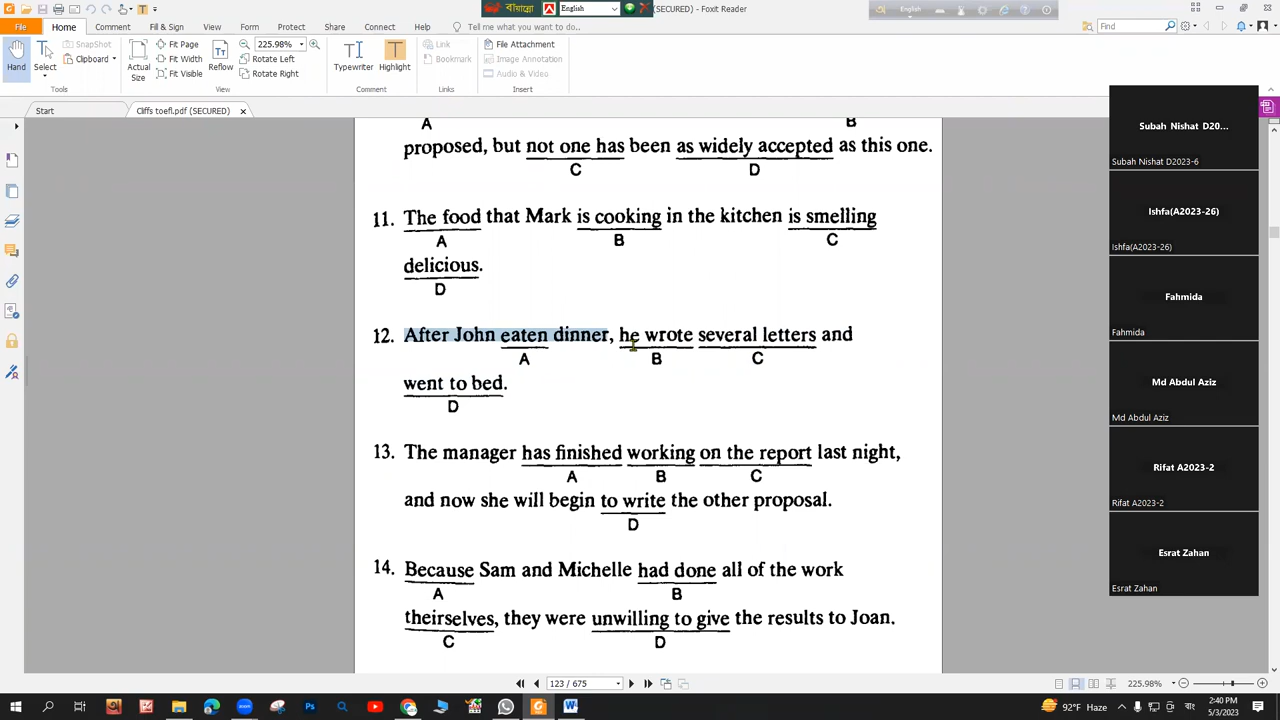 বায়ান্নো
English
(SECURED) - Foxit Reader
English
File
Home
Comment
Edit
View
Form
Protect
Share
Connect
Help
Tell me what you want to do..
Find
Hand
Select
SnapShot
Clipboard
Actual
Size
Fit Page
Fit Width
Fit Visible
Reflow
225.98%
Rotate Left
Rotate Right
Typewriter
Highlight
Link
Bookmark
File Attachment
Image Annotation
Audio & Video
Tools
View
Comment
Links
Insert
Start
Cliffs toefl.pdf (SECURED)
A B
proposed, but not one has been as widely accepted as this one.
C D
11. The food that Mark is cooking in the kitchen is smelling
A B C
delicious.
D
12. After John eaten dinner, he wrote several letters and
A B C
went to bed.
D
13. The manager has finished working on the report last night,
A B C
and now she will begin to write the other proposal.
D
14. Because Sam and Michelle had done all of the work
A B
theirselves, they were unwilling to give the results to Joan.
C D
Subah Nishat D20...
Subah Nishat D2023-6
Ishfa(A2023-26)
Ishfa(A2023-26)
Fahmida
Fahmida
Md Abdul Aziz
Md Abdul Aziz
Rifat A2023-2
Rifat A2023-2
Esrat Zahan
Esrat Zahan
123 / 675
225.98%
92°F Haze
2:40 PM
5/3/2023